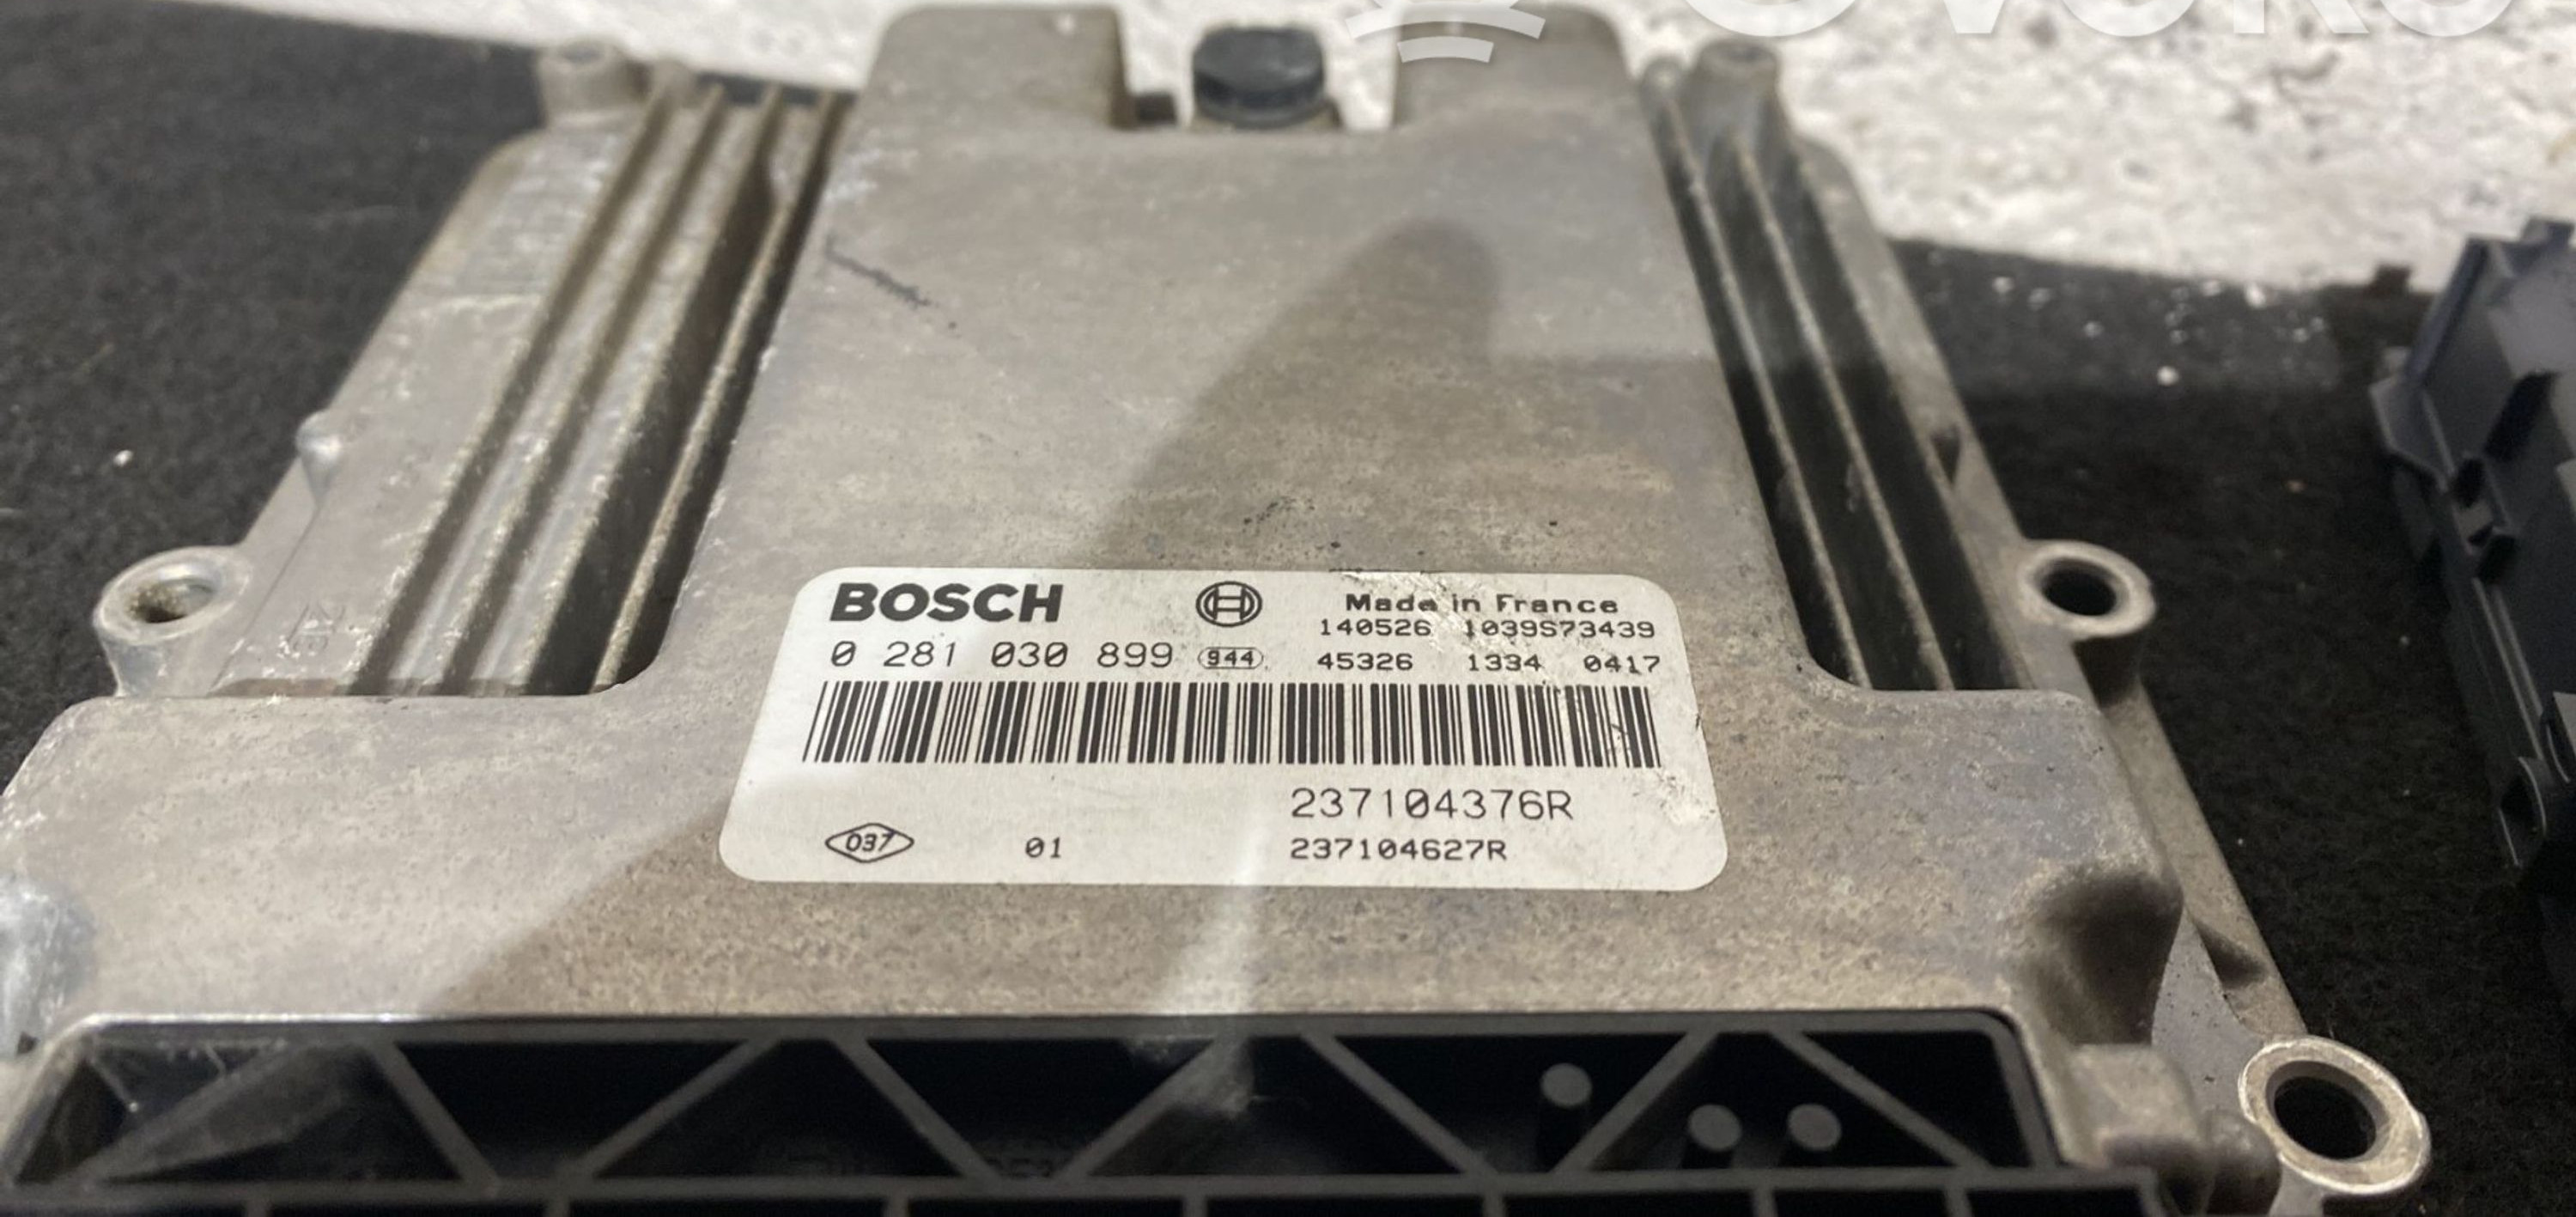 BOSCH
Made in France
140526 1039S73439
0 281 030 899 944 45326 1334 0417
237104376R
037 01 237104627R